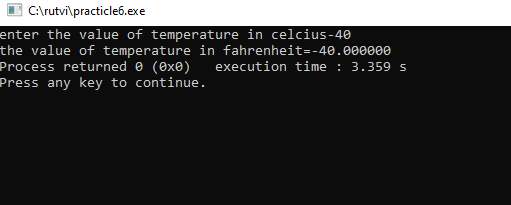 C:\rutvi\practicle6.exe
enter the value of temperature in celcius-40
the value of temperature in fahrenheit=-40.000000
Process returned 0 (0x0)   execution time : 3.359 s
Press any key to continue.